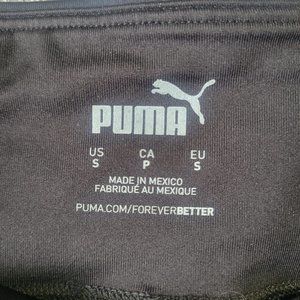 PUMA
US CA EU
S P S
MADE IN MEXICO
FABRIQUÉ AU MEXIQUE
PUMA.COM/FOREVERBETTER